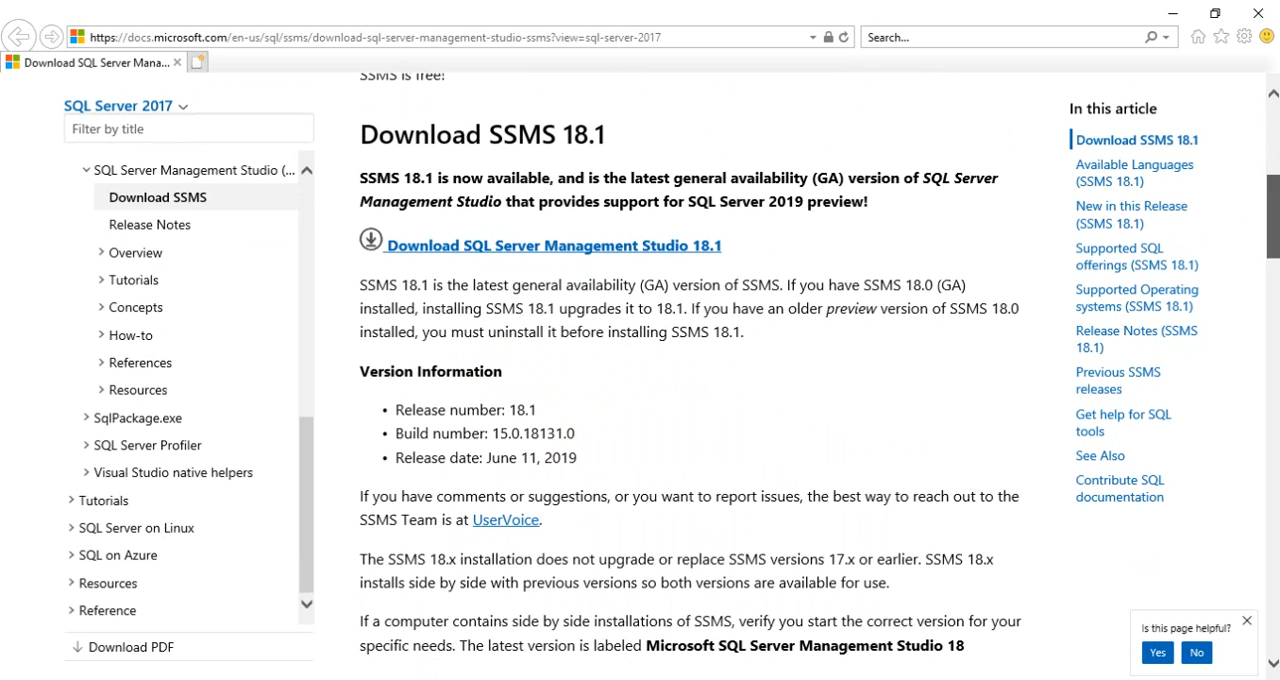 https://docs.microsoft.com/en-us/sql/ssms/download-sql-server-management-studio-ssms?view=sql-server-2017
Search...
Download SQL Server Mana...
SSMS is free!
SQL Server 2017
Filter by title
SQL Server Management Studio (...
Download SSMS
Release Notes
Overview
Tutorials
Concepts
How-to
References
Resources
SqlPackage.exe
SQL Server Profiler
Visual Studio native helpers
Tutorials
SQL Server on Linux
SQL on Azure
Resources
Reference
Download PDF
Download SSMS 18.1
SSMS 18.1 is now available, and is the latest general availability (GA) version of SQL Server
Management Studio that provides support for SQL Server 2019 preview!
Download SQL Server Management Studio 18.1
SSMS 18.1 is the latest general availability (GA) version of SSMS. If you have SSMS 18.0 (GA)
installed, installing SSMS 18.1 upgrades it to 18.1. If you have an older preview version of SSMS 18.0
installed, you must uninstall it before installing SSMS 18.1.
Version Information
• Release number: 18.1
• Build number: 15.0.18131.0
• Release date: June 11, 2019
If you have comments or suggestions, or you want to report issues, the best way to reach out to the
SSMS Team is at UserVoice.
The SSMS 18.x installation does not upgrade or replace SSMS versions 17.x or earlier. SSMS 18.x
installs side by side with previous versions so both versions are available for use.
If a computer contains side by side installations of SSMS, verify you start the correct version for your
specific needs. The latest version is labeled Microsoft SQL Server Management Studio 18
In this article
Download SSMS 18.1
Available Languages
(SSMS 18.1)
New in this Release
(SSMS 18.1)
Supported SQL
offerings (SSMS 18.1)
Supported Operating
systems (SSMS 18.1)
Release Notes (SSMS
18.1)
Previous SSMS
releases
Get help for SQL
tools
See Also
Contribute SQL
documentation
Is this page helpful?
Yes
No